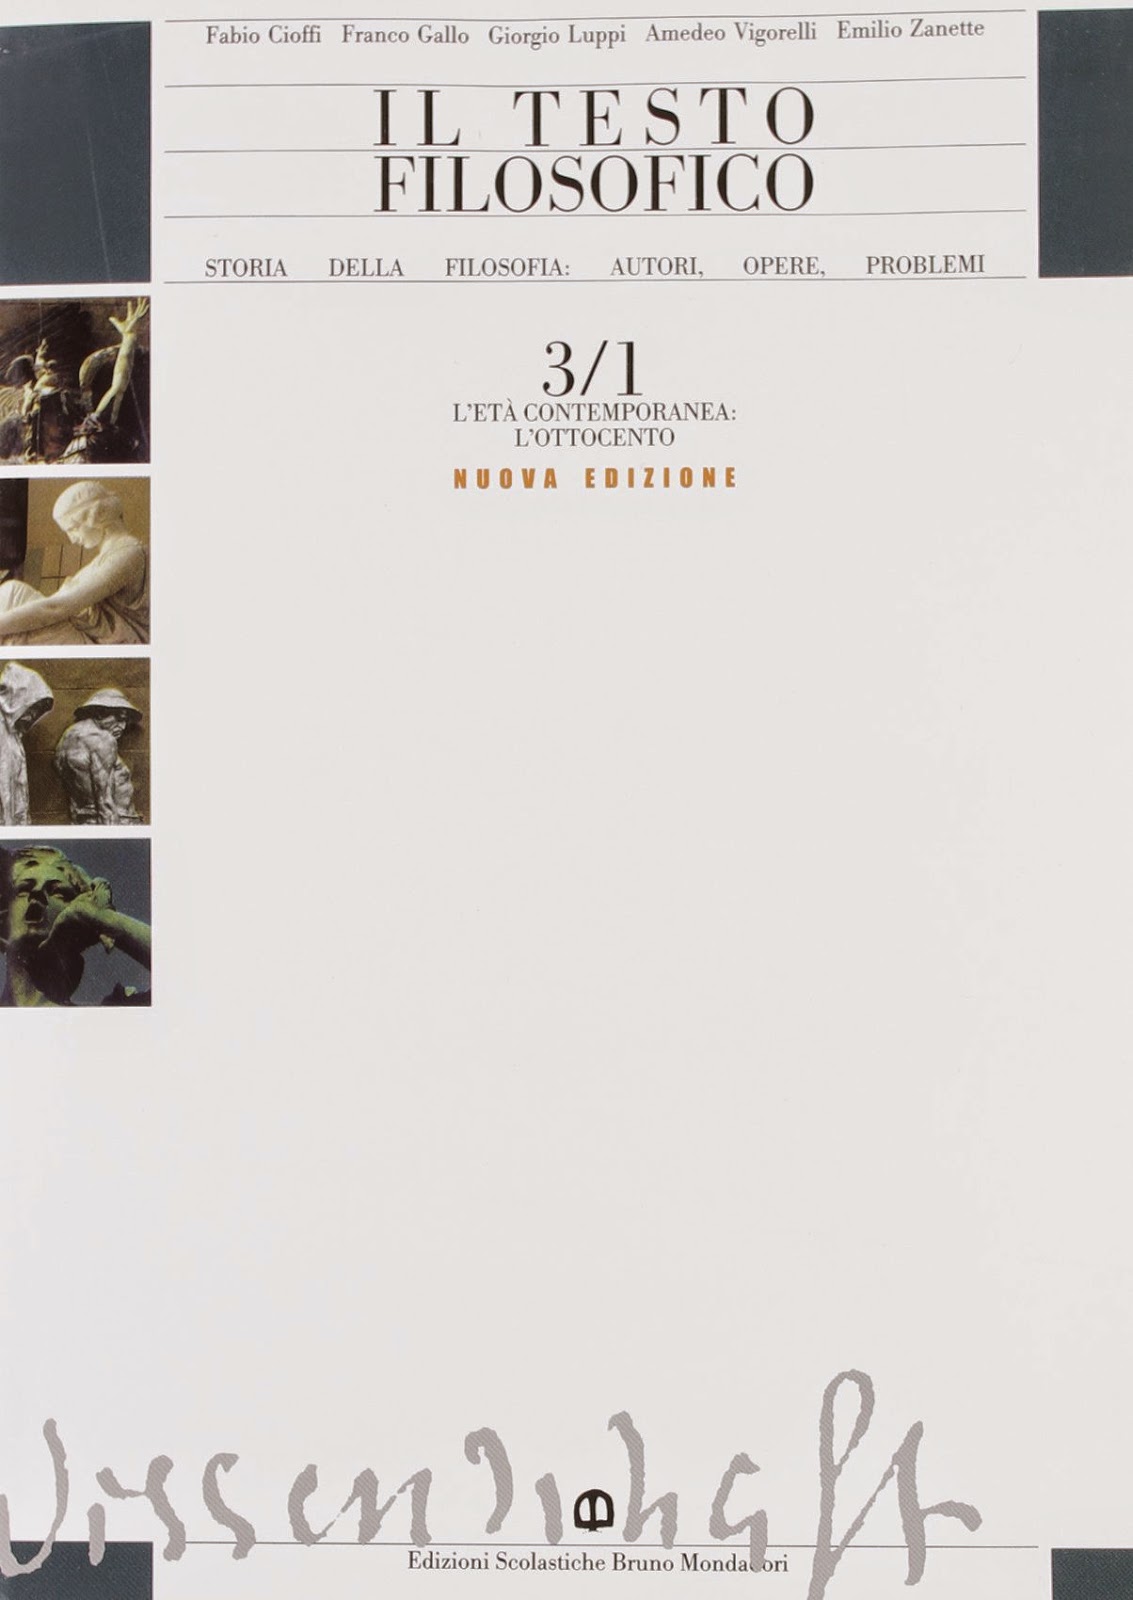 Fabio Cioffi Franco Gallo Giorgio Luppi Amedeo Vigorelli Emilio Zanette
IL TESTO
FILOSOFICO
STORIA DELLA FILOSOFIA: AUTORI, OPERE, PROBLEMI
3/1
L'ETÀ CONTEMPORANEA:
L'OTTOCENTO
NUOVA EDIZIONE
Wissenschaft
Edizioni Scolastiche Bruno Mondadori